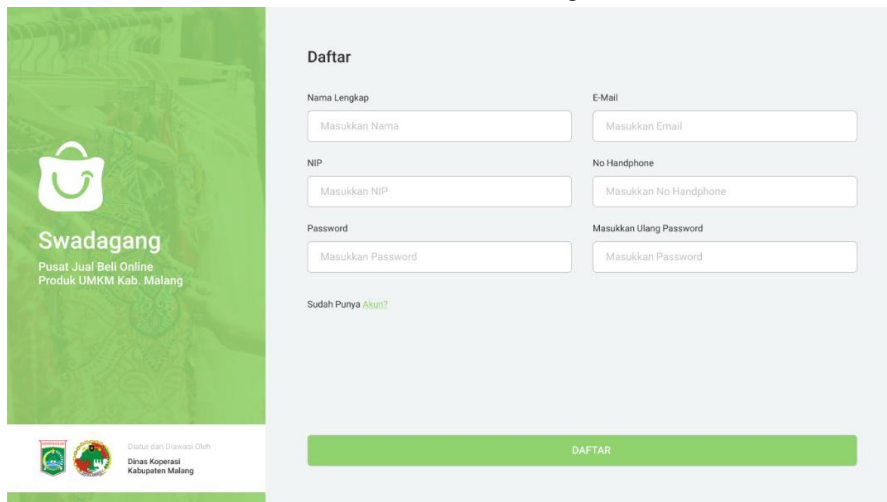 Daftar
Nama Lengkap
E-Mail
Masukkan Nama
Masukkan Email
NIP
No Handphone
Masukkan NIP
Masukkan No Handphone
Password
Masukkan Ulang Password
Masukkan Password
Masukkan Password
Sudah Punya Akun?
DAFTAR
Swadagang
Pusat Jual Beli Online
Produk UMKM Kab. Malang
Diatur dan Diawasi Oleh
Dinas Koperasi
Kabupaten Malang